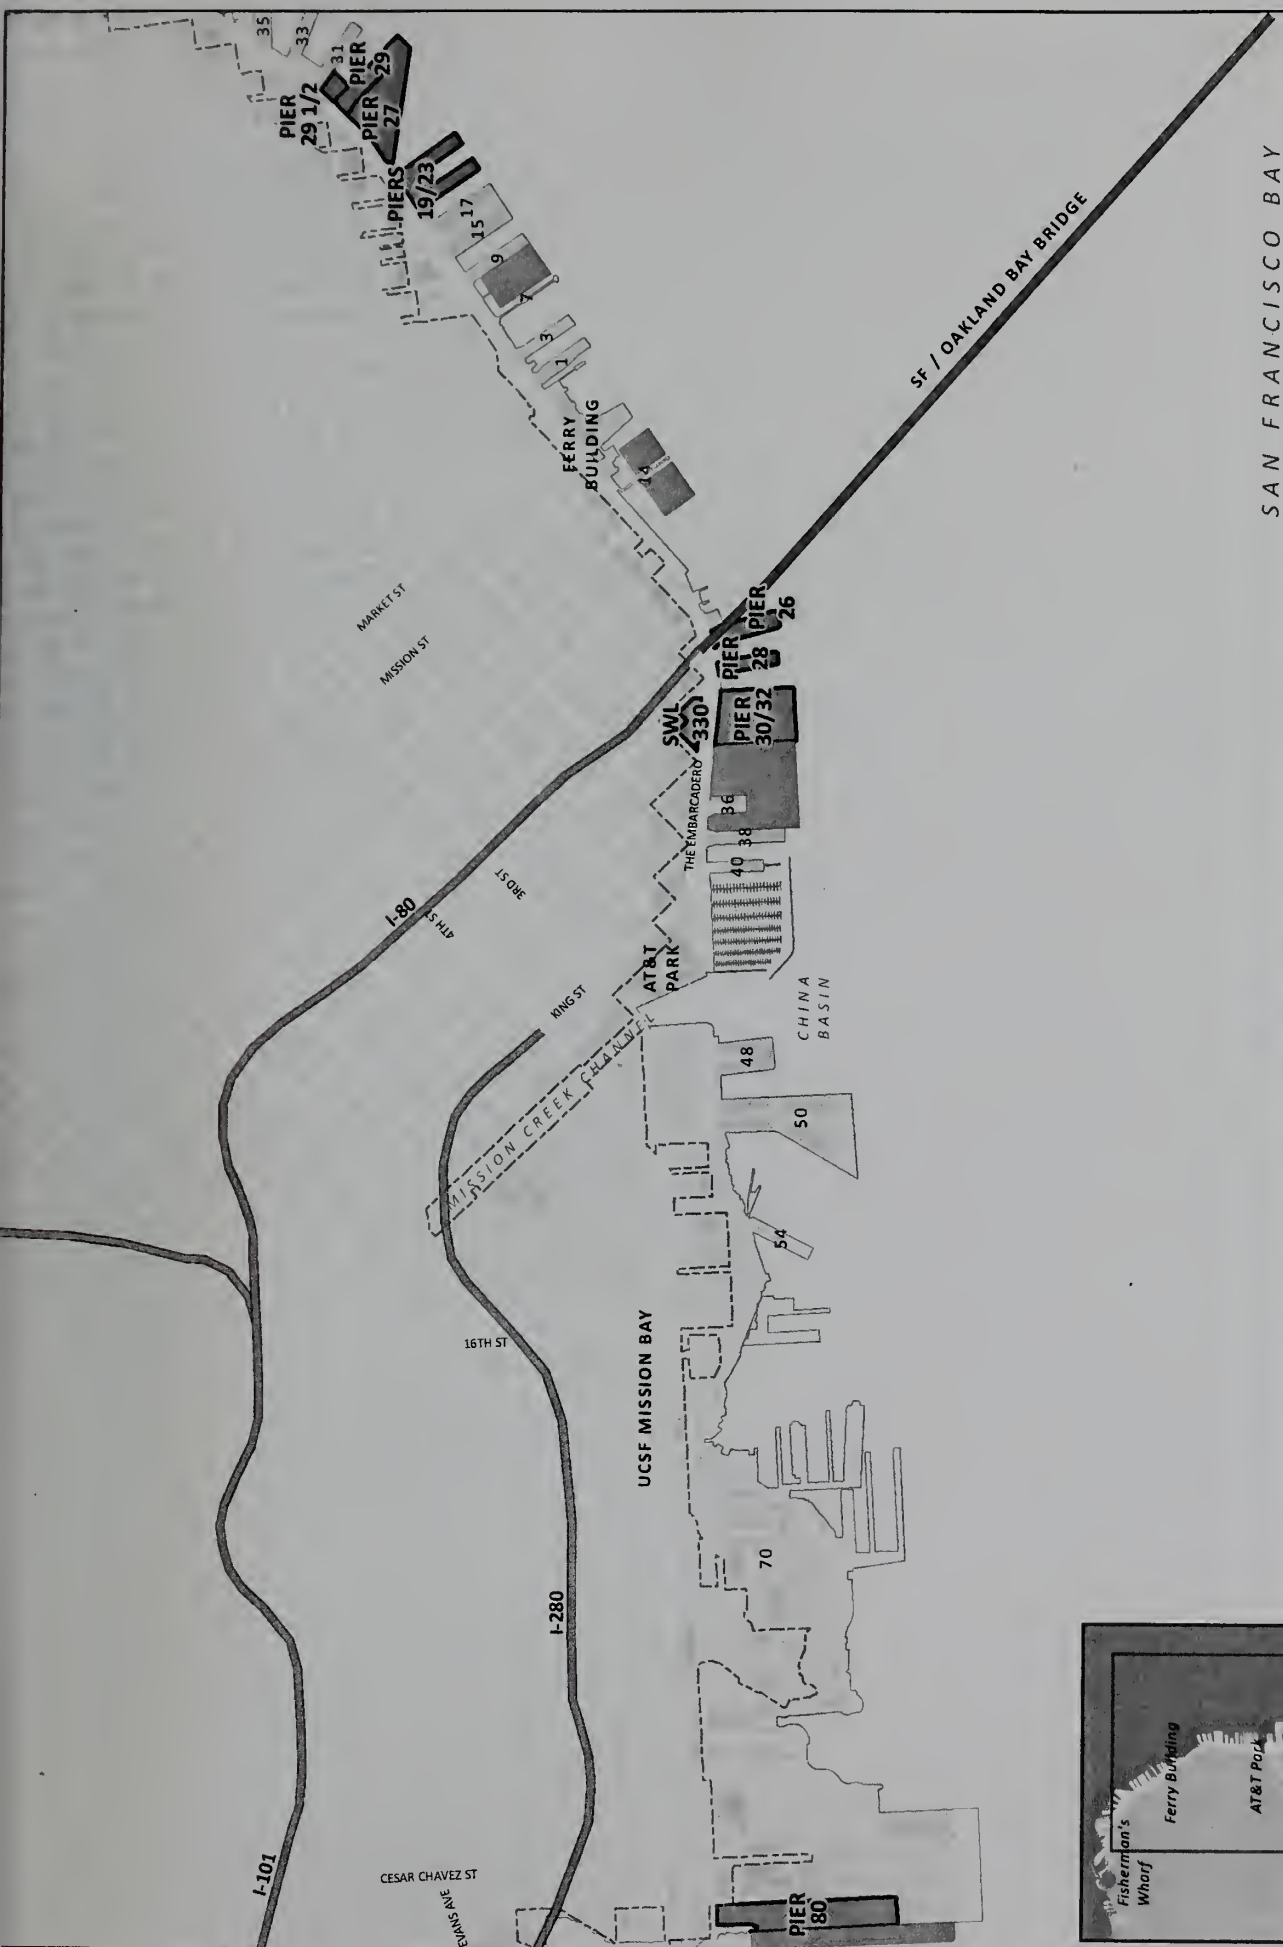 35
33
31
PIER
29
PIER
29 1/2
PIER
27
PIERS
19/23
17
15
9
7
3
1
FERRY
BUILDING
14
SF / OAKLAND BAY BRIDGE
SAN FRANCISCO BAY
MARKET ST
MISSION ST
PIER
26
PIER
28
SWL
330
PIER
30/32
THE EMBARCADERO
36
38
40
I-80
4TH ST
3RD ST
AT&T
PARK
KING ST
CHINA
BASIN
MISSION CREEK CHANNEL
48
50
54
16TH ST
UCSF MISSION BAY
70
I-280
I-101
CESAR CHAVEZ ST
EVANS AVE
PIER
80
Fisherman's
Wharf
Ferry Building
AT&T Park